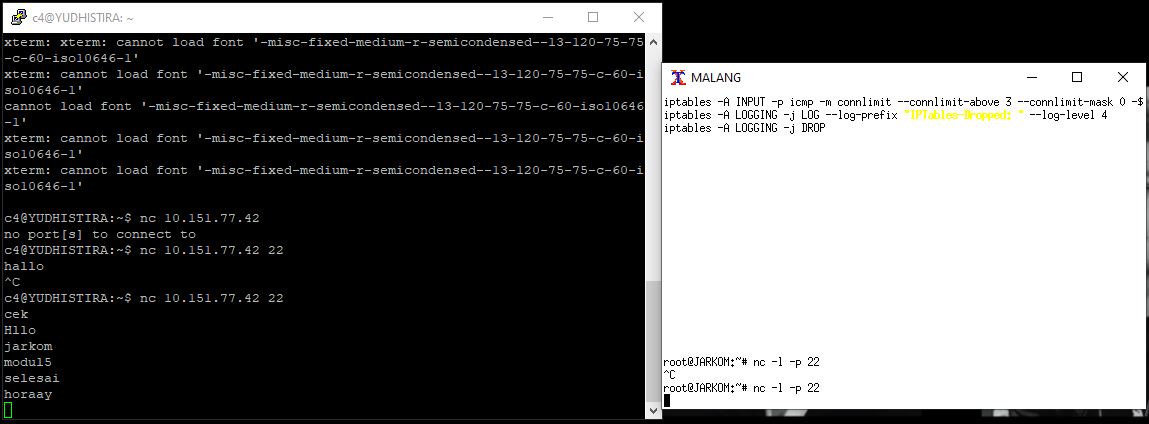 c4@YUDHISTIRA: ~
xterm: xterm: cannot load font '-misc-fixed-medium-r-semicondensed--13-120-75-75
-c-60-iso10646-1'
xterm: cannot load font '-misc-fixed-medium-r-semicondensed--13-120-75-75-c-60-i
so10646-1'
cannot load font '-misc-fixed-medium-r-semicondensed--13-120-75-75-c-60-iso10646
-1'
xterm: cannot load font '-misc-fixed-medium-r-semicondensed--13-120-75-75-c-60-i
so10646-1'
xterm: cannot load font '-misc-fixed-medium-r-semicondensed--13-120-75-75-c-60-i
so10646-1'
c4@YUDHISTIRA:~$ nc 10.151.77.42
no port[s] to connect to
c4@YUDHISTIRA:~$ nc 10.151.77.42 22
hallo
^C
c4@YUDHISTIRA:~$ nc 10.151.77.42 22
cek
Hllo
jarkom
modul5
selesai
horaay
MALANG
iptables -A INPUT -p icmp -m connlimit --connlimit-above 3 --connlimit-mask 0 -$
iptables -A LOGGING -j LOG --log-prefix "IPTables-Dropped: " --log-level 4
iptables -A LOGGING -j DROP
root@JARKOM:~# nc -l -p 22
^C
root@JARKOM:~# nc -l -p 22